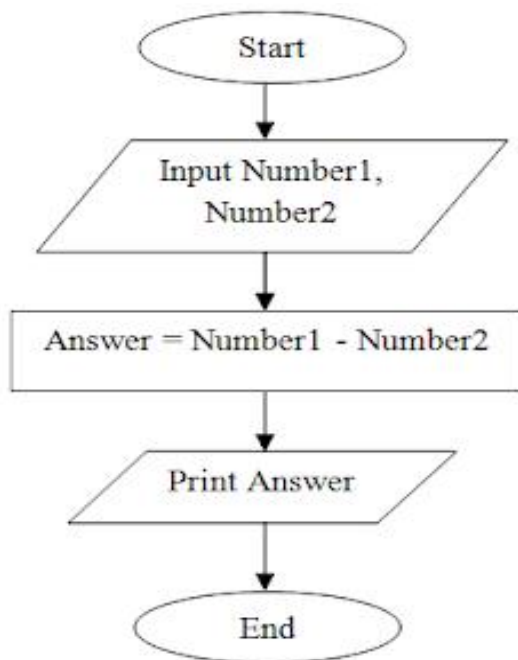 Start
Input Number1,
Number2
Answer = Number1 - Number2
Print Answer
End